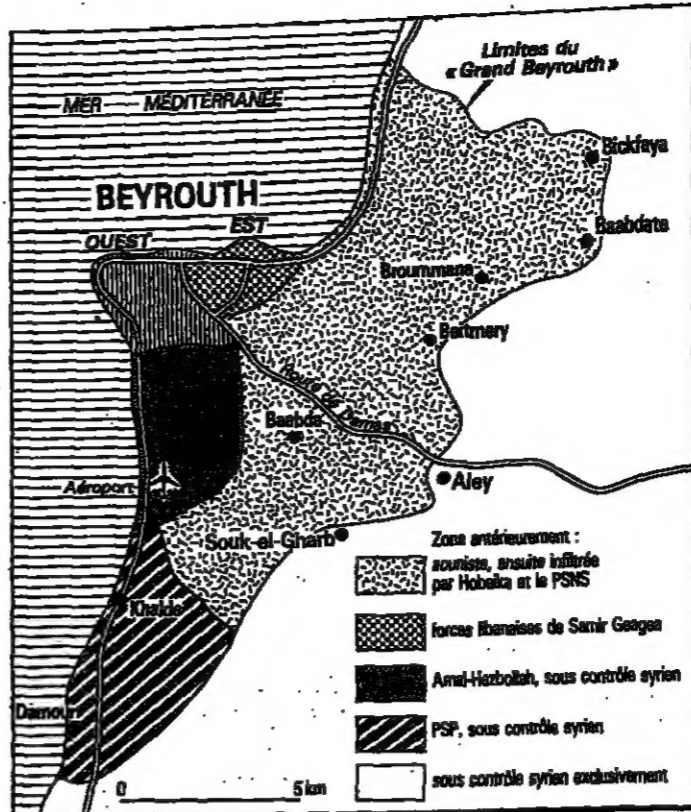 Limites du
« Grand Beyrouth »
MER MÉDITERRANÉE
Bickfaya
BEYROUTH
EST
OUEST
Baabdate
Broummane
Beitmery
Route de Damas
Baabda
Aéroport
Aley
Souk-el-Gharb
Khalde
Damour
Zone antérieurement :
aouniste, ensuite infiltrée
par Hobeika et le PSNS
forces libanaises de Samir Geagea
Amal-Hezbollah, sous contrôle syrien
PSP, sous contrôle syrien
sous contrôle syrien exclusivement
0 5 km